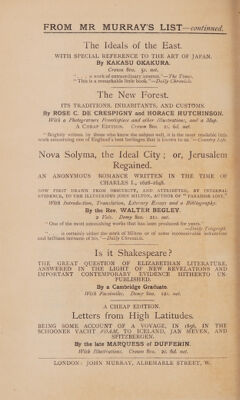 FROM MR MURRAY'S LIST—continued.
The Ideals of the East.
WITH SPECIAL REFERENCE TO THE ART OF JAPAN.
By KAKASU OKAKURA.
Crown 8vo. 5s. net.
". . . a work of extraordinary interest."—The Times.
"This is a remarkable little book."—Daily Chronicle.
The New Forest.
ITS TRADITIONS, INHABITANTS, AND CUSTOMS.
By ROSE C. DE CRESPIGNY and HORACE HUTCHINSON.
With a Photogravure Frontispiece and other illustrations, and a Map.
A CHEAP EDITION. Crown 8vo. 2s. 6d. net.
"Brightly written by those who know the subject well, it is the most readable little
work concerning one of England's best heritages that is known to us."—Country Life.
Nova Solyma, the Ideal City; or, Jerusalem
Regained.
AN ANONYMOUS ROMANCE WRITTEN IN THE TIME OF
CHARLES I., 1628-1648.
NOW FIRST DRAWN FROM OBSCURITY, AND ATTRIBUTED, BY INTERNAL
EVIDENCE, TO THE ILLUSTRIOUS JOHN MILTON, AUTHOR OF "PARADISE LOST."
With Introduction, Translation, Literary Essays and a Bibliography.
By the Rev. WALTER BEGLEY.
2 Vols. Demy 8vo. 21s. net.
"One of the most astonishing works that has been produced for years."
—Daily Telegraph.
". . . is certainly either the work of Milton or of some inconceivable
and brilliant imitator of his."—Daily Chronicle.
Is it Shakespeare?
THE GREAT QUESTION OF ELIZABETHAN LITERATURE,
ANSWERED IN THE LIGHT OF NEW REVELATIONS AND
IMPORTANT CONTEMPORARY EVIDENCE HITHERTO UN-
PUBLISHED.
By a Cambridge Graduate.
With Facsimiles. Demy 8vo. 12s. net.
A CHEAP EDITION.
Letters from High Latitudes.
BEING SOME ACCOUNT OF A VOYAGE, IN 1856, IN THE
SCHOONER YACHT FOAM, TO ICELAND, JAN MEYEN, AND
SPITZBERGEN.
By the late MARQUESS of DUFFERIN.
With Illustrations. Crown 8vo. 2s. 6d. net.
LONDON: JOHN MURRAY, ALBEMARLE STREET, W.